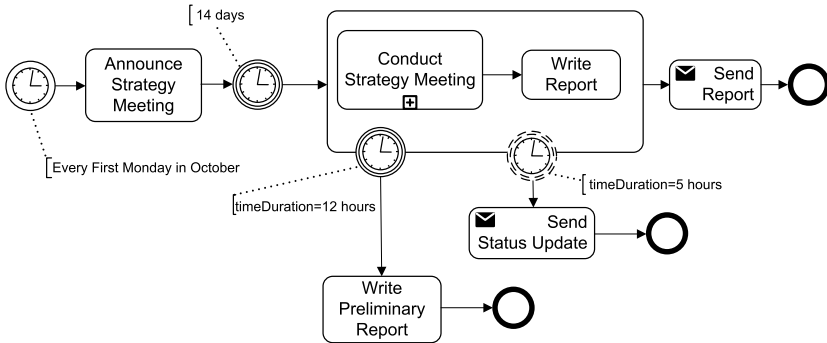 14 days
Announce
Strategy
Meeting
Conduct
Strategy Meeting
Write
Report
Send
Report
Every First Monday in October
timeDuration=12 hours
timeDuration=5 hours
Send
Status Update
Write
Preliminary
Report